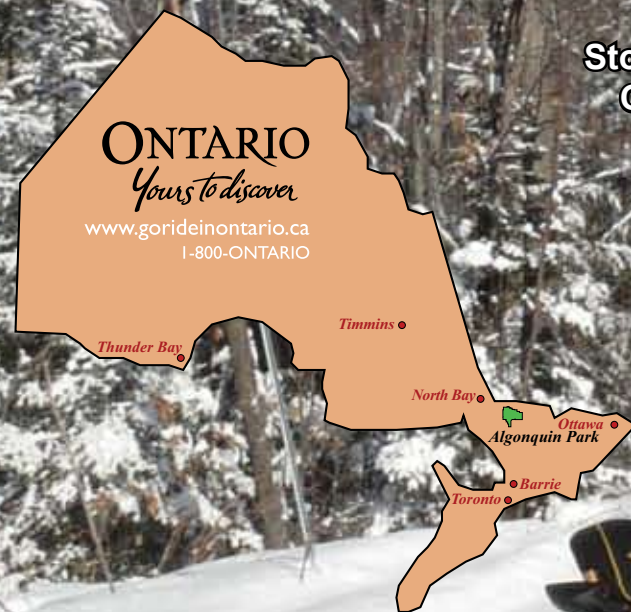 ONTARIO
Yours to discover
www.gorideinontario.ca
1-800-ONTARIO
Timmins
Thunder Bay
North Bay
Ottawa
Algonquin Park
Barrie
Toronto